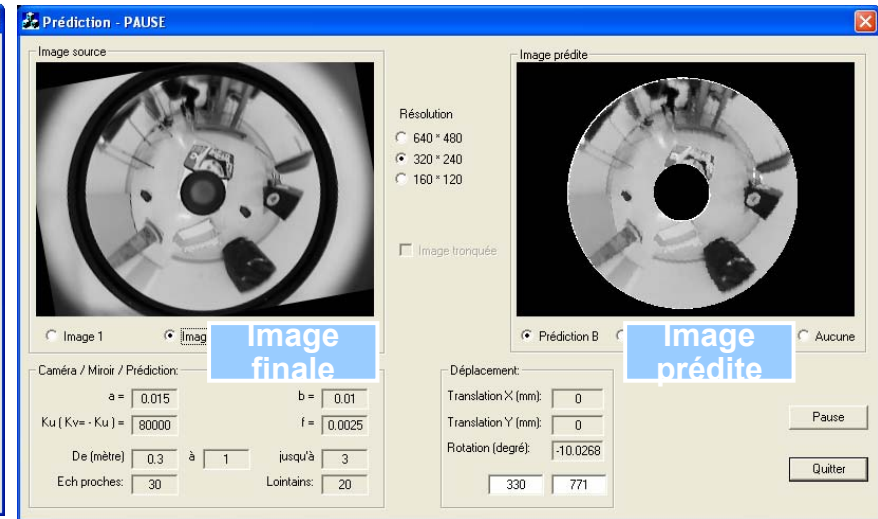 Prédiction - PAUSE
Image source
Image prédite
Résolution
640 * 480
320 * 240
160 * 120
Image tronquée
Image 1
Image finale
Prédiction B
Image prédite
Aucune
Caméra / Miroir / Prédiction:
a = 0.015 b = 0.01
Ku ( Kv= - Ku ) = 80000 f = 0.0025
De (mètre) 0.3 à 1 jusqu'à 3
Ech proches: 30 Lointains: 20
Déplacement:
Translation X (mm): 0
Translation Y (mm): 0
Rotation (degré): -10.0268
330 771
Pause
Quitter